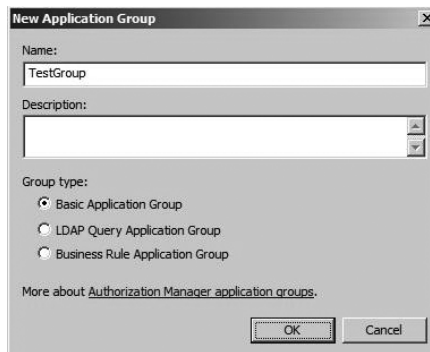 New Application Group
Name:
TestGroup
Description:
Group type:
Basic Application Group
LDAP Query Application Group
Business Rule Application Group
More about Authorization Manager application groups.
OK Cancel